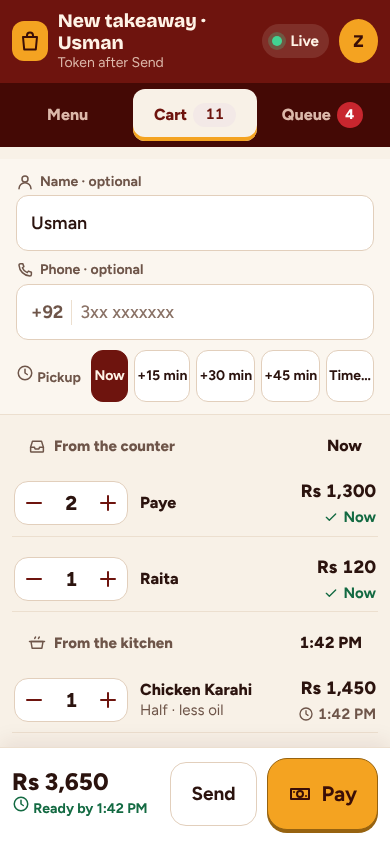 New takeaway ·
Usman
Token after Send
Live
Z
Menu
Cart 11
Queue 4
Name · optional
Usman
Phone · optional
+92 3xx xxxxxxx
Pickup Now +15 min +30 min +45 min Time...
From the counter Now
2 Paye Rs 1,300
Now
1 Raita Rs 120
Now
From the kitchen 1:42 PM
1 Chicken Karahi Rs 1,450
Half · less oil 1:42 PM
Rs 3,650
Ready by 1:42 PM
Send
Pay